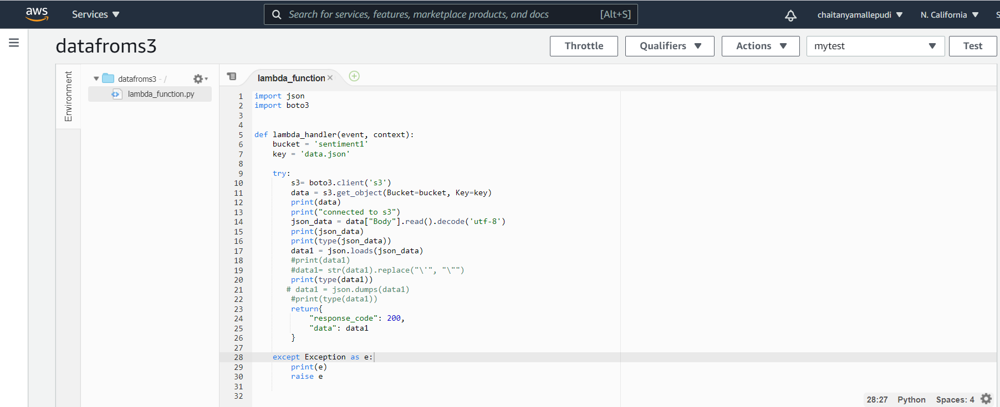 aws Services Search for services, features, marketplace products, and docs [Alt+S] chaitanyamallepudi N. California S
datafroms3 Throttle Qualifiers Actions mytest Test
Environment
datafroms3 - /
lambda_function.py
lambda_function
1 import json
2 import boto3
3
4
5 def lambda_handler(event, context):
6 bucket = 'sentiment1'
7 key = 'data.json'
8
9 try:
10 s3= boto3.client('s3')
11 data = s3.get_object(Bucket=bucket, Key=key)
12 print(data)
13 print("connected to s3")
14 json_data = data["Body"].read().decode('utf-8')
15 print(json_data)
16 print(type(json_data))
17 data1 = json.loads(json_data)
18 #print(data1)
19 #data1= str(data1).replace("\'", "\"")
20 print(type(data1))
21 # data1 = json.dumps(data1)
22 #print(type(data1))
23 return{
24 "response_code": 200,
25 "data": data1
26 }
27
28 except Exception as e:
29 print(e)
30 raise e
31
32
28:27 Python Spaces: 4